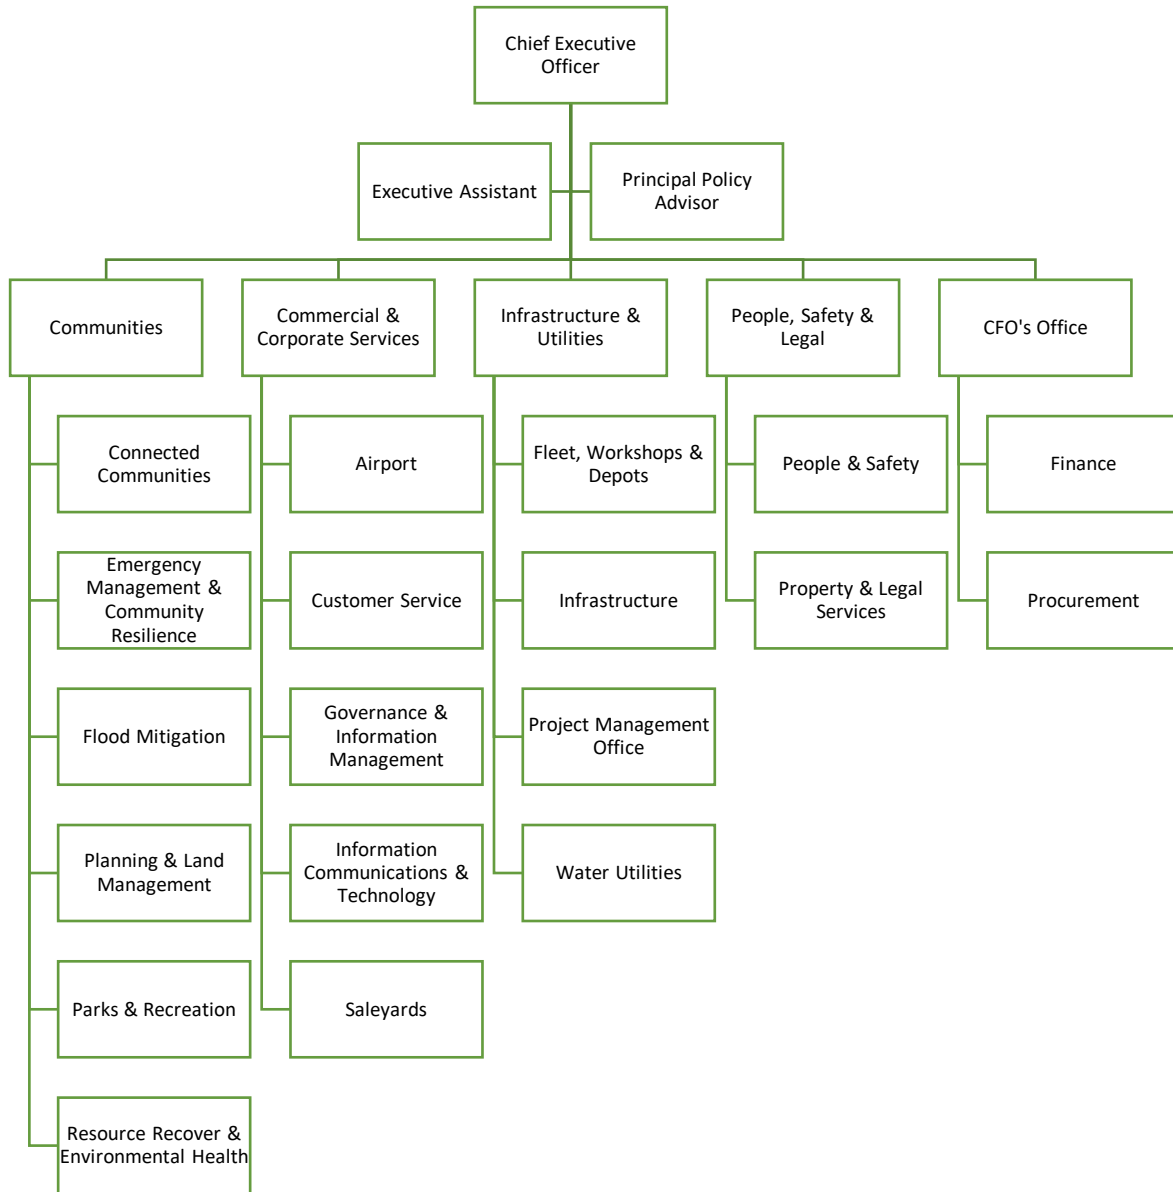 Chief Executive
Officer
Executive Assistant
Principal Policy
Advisor
Communities
Commercial &
Corporate Services
Infrastructure &
Utilities
People, Safety &
Legal
CFO's Office
Connected
Communities
Airport
Fleet, Workshops &
Depots
People & Safety
Finance
Emergency
Management &
Community
Resilience
Customer Service
Infrastructure
Property & Legal
Services
Procurement
Flood Mitigation
Governance &
Information
Management
Project Management
Office
Planning & Land
Management
Information
Communications &
Technology
Water Utilities
Parks & Recreation
Saleyards
Resource Recover &
Environmental Health